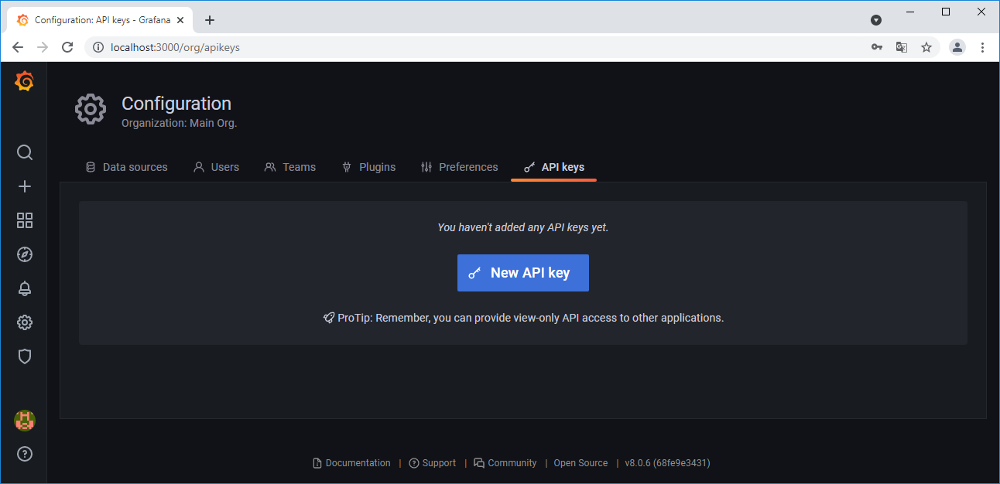 Configuration: API keys - Grafana
localhost:3000/org/apikeys
Configuration
Organization: Main Org.
Data sources Users Teams Plugins Preferences API keys
You haven't added any API keys yet.
New API key
ProTip: Remember, you can provide view-only API access to other applications.
Documentation | Support | Community | Open Source | v8.0.6 (68fe9e3431)